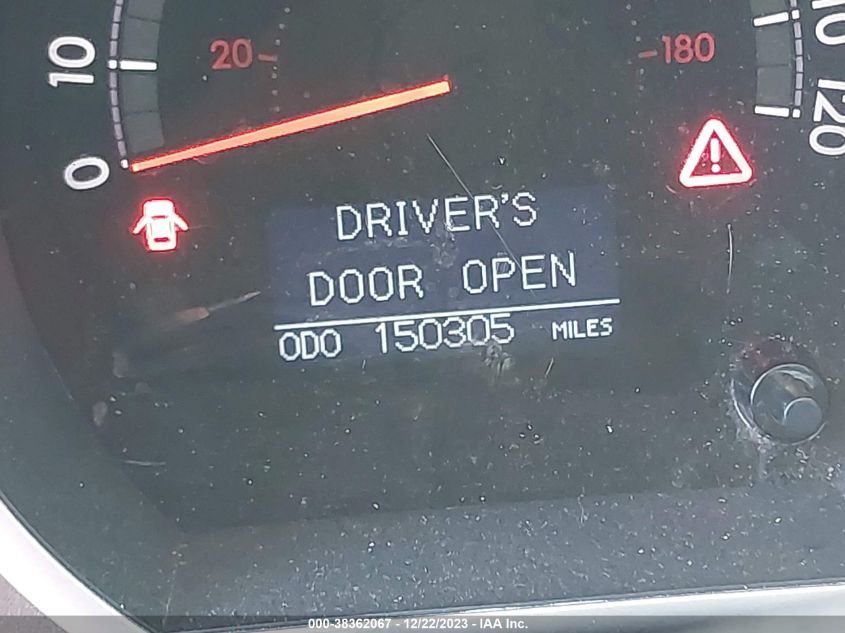 10
20
180
10
120
0
DRIVER'S
DOOR OPEN
ODO 150305 MILES
000-38362067 - 12/22/2023 - IAA Inc.